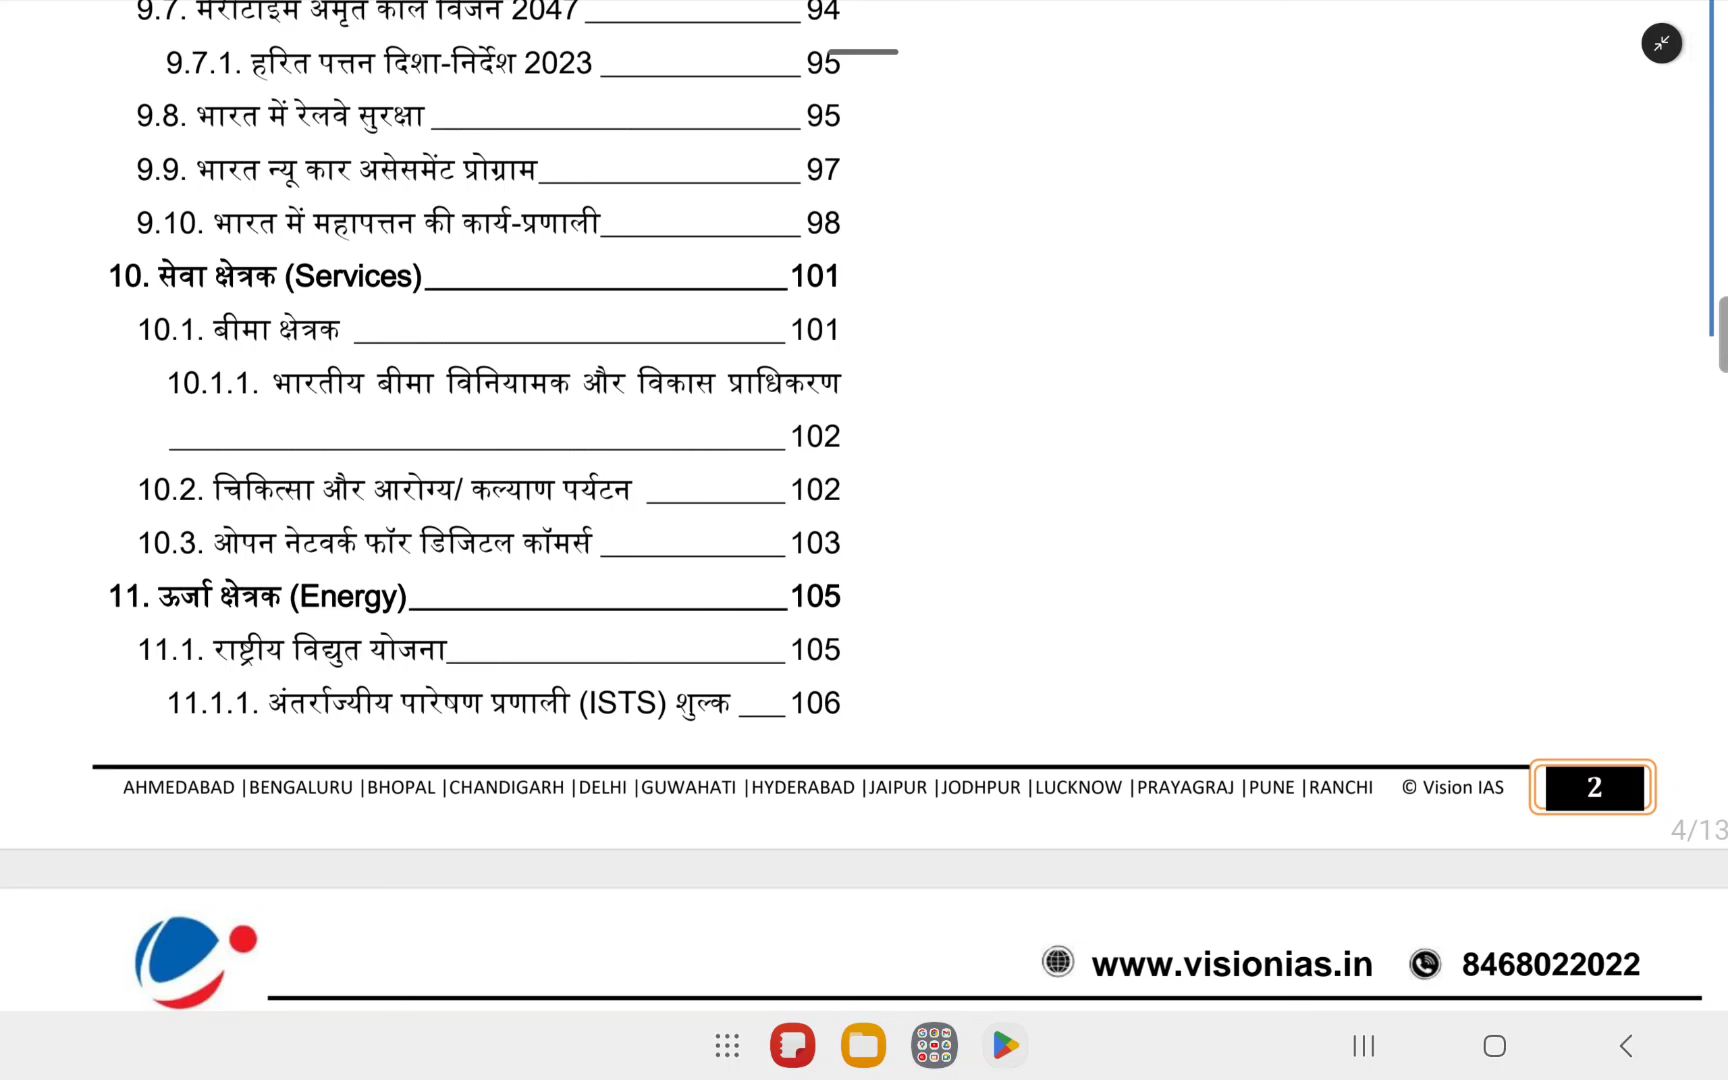 9.7. मैरीटाइम अमृत काल विजन 2047 94
9.7.1. हरित पत्तन दिशा-निर्देश 2023 95
9.8. भारत में रेलवे सुरक्षा 95
9.9. भारत न्यू कार असेसमेंट प्रोग्राम 97
9.10. भारत में महापत्तन की कार्य-प्रणाली 98
10. सेवा क्षेत्रक (Services) 101
10.1. बीमा क्षेत्रक 101
10.1.1. भारतीय बीमा विनियामक और विकास प्राधिकरण
102
10.2. चिकित्सा और आरोग्य/ कल्याण पर्यटन 102
10.3. ओपन नेटवर्क फॉर डिजिटल कॉमर्स 103
11. ऊर्जा क्षेत्रक (Energy) 105
11.1. राष्ट्रीय विद्युत योजना 105
11.1.1. अंतर्राज्यीय पारेषण प्रणाली (ISTS) शुल्क 106
AHMEDABAD |BENGALURU |BHOPAL |CHANDIGARH |DELHI |GUWAHATI |HYDERABAD |JAIPUR |JODHPUR |LUCKNOW |PRAYAGRAJ |PUNE |RANCHI © Vision IAS 2
4/13
www.visionias.in 8468022022